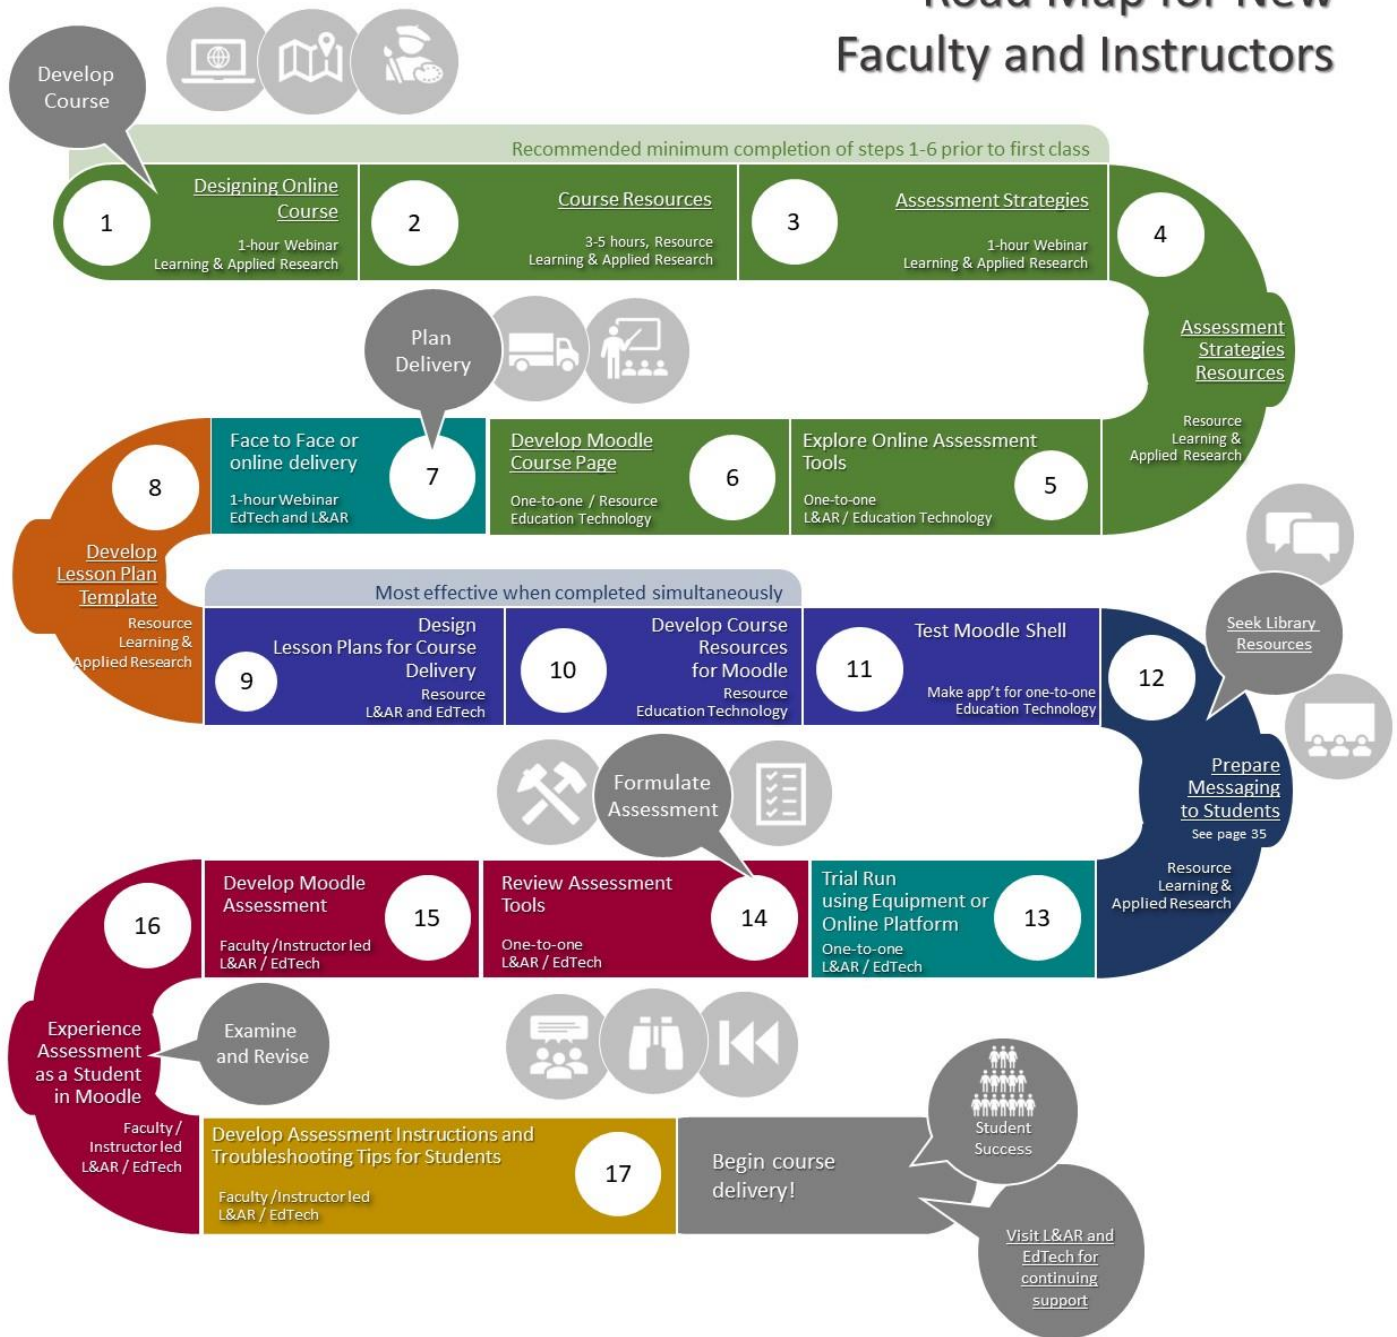 Road Map for New
Faculty and Instructors
Develop
Course
Recommended minimum completion of steps 1-6 prior to first class
1
Designing Online
Course
1-hour Webinar
Learning & Applied Research
2
Course Resources
3-5 hours, Resource
Learning & Applied Research
3
Assessment Strategies
1-hour Webinar
Learning & Applied Research
4
Assessment
Strategies
Resources
Resource
Learning &
Applied Research
Plan
Delivery
5
Explore Online Assessment
Tools
One-to-one
L&AR / Education Technology
6
Develop Moodle
Course Page
One-to-one / Resource
Education Technology
7
Face to Face or
online delivery
1-hour Webinar
EdTech and L&AR
8
Develop
Lesson Plan
Template
Resource
Learning &
Applied Research
Most effective when completed simultaneously
9
Design
Lesson Plans for Course
Delivery
Resource
L&AR and EdTech
10
Develop Course
Resources
for Moodle
Resource
Education Technology
11
Test Moodle Shell
Make app't for one-to-one
Education Technology
12
Seek Library
Resources
Prepare
Messaging
to Students
See page 35
Resource
Learning &
Applied Research
Formulate
Assessment
13
Trial Run
using Equipment or
Online Platform
One-to-one
L&AR / EdTech
14
Review Assessment
Tools
One-to-one
L&AR / EdTech
15
Develop Moodle
Assessment
Faculty /Instructor led
L&AR / EdTech
16
Experience
Assessment
as a Student
in Moodle
Faculty /
Instructor led
L&AR / EdTech
Examine
and Revise
Develop Assessment Instructions and
Troubleshooting Tips for Students
Faculty /Instructor led
L&AR / EdTech
17
Begin course
delivery!
Student
Success
Visit L&AR and
EdTech for
continuing
support